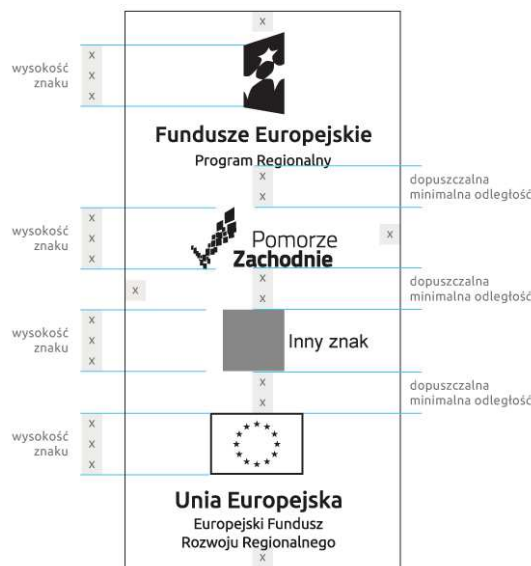 x
wysokość
znaku
x
x
x
Fundusze Europejskie
Program Regionalny
x
x
dopuszczalna
minimalna odległość
wysokość
znaku
x
x
x
Pomorze
Zachodnie
x
x
x
x
dopuszczalna
minimalna odległość
wysokość
znaku
x
x
x
Inny znak
x
x
dopuszczalna
minimalna odległość
wysokość
znaku
x
x
x
Unia Europejska
Europejski Fundusz
Rozwoju Regionalnego
x